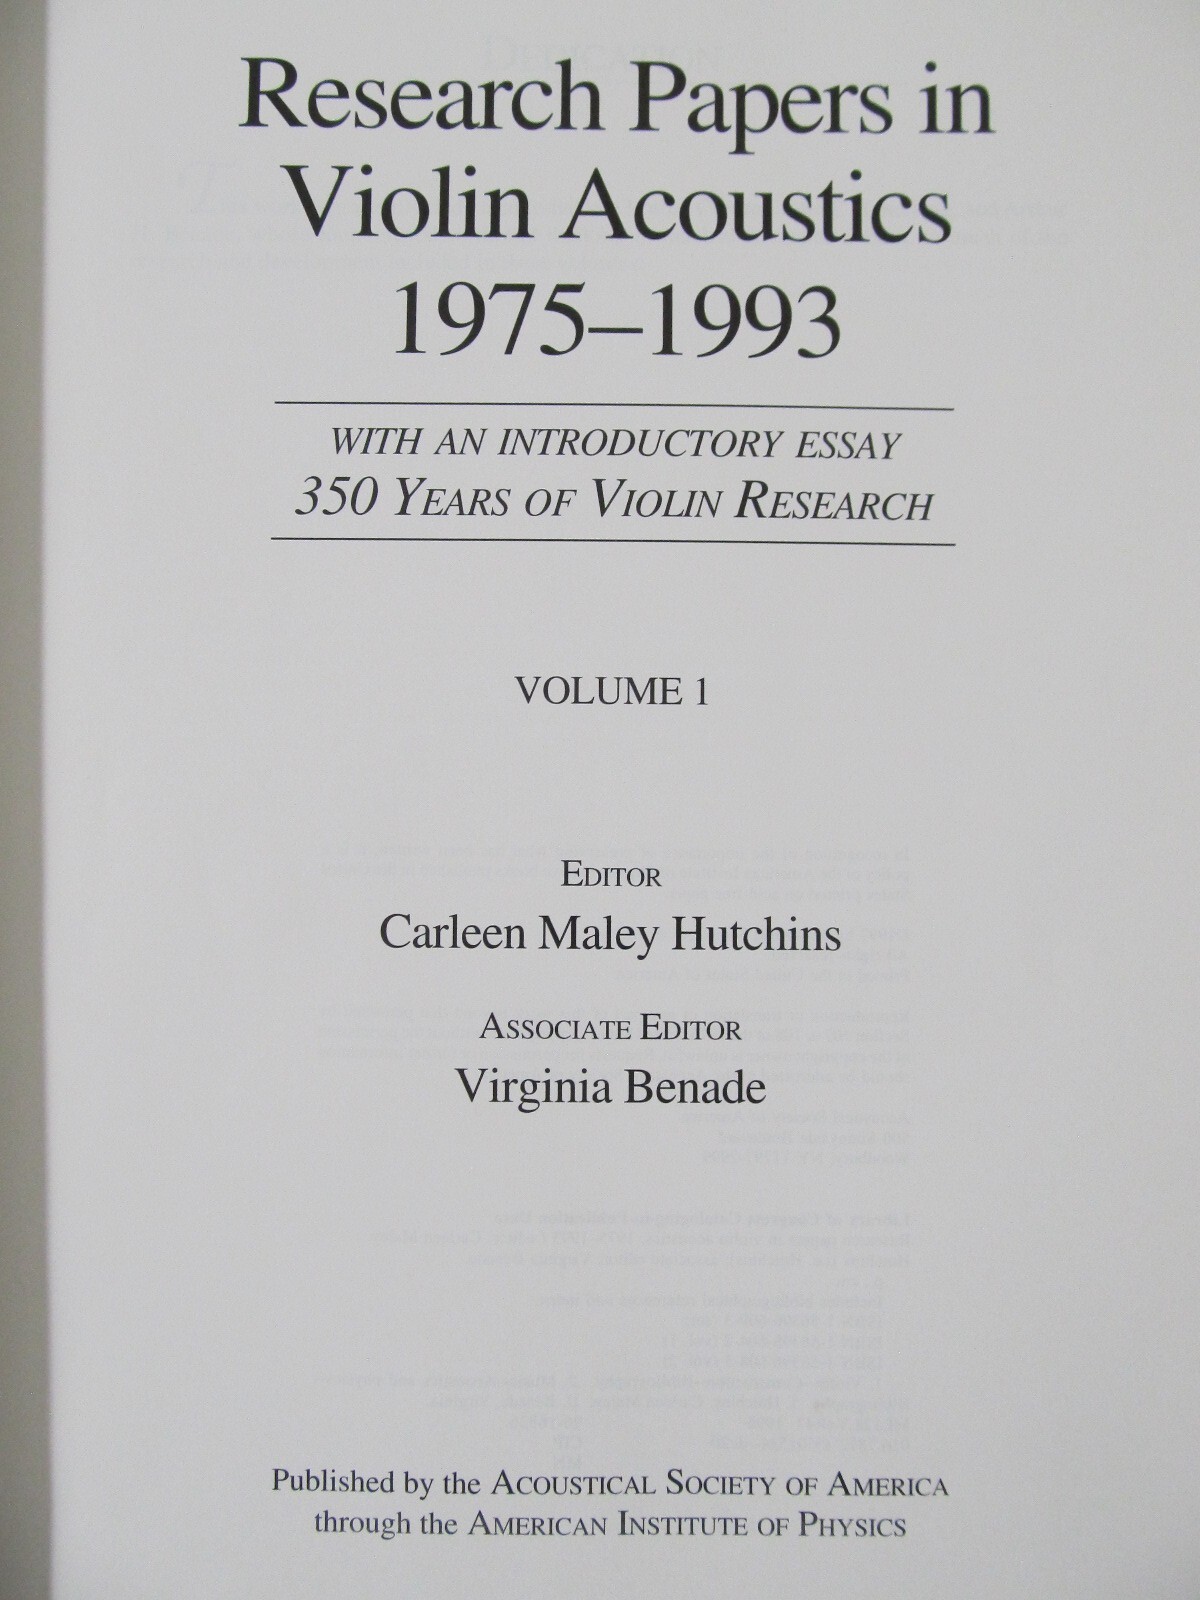 Research Papers in
Violin Acoustics
1975–1993
WITH AN INTRODUCTORY ESSAY
350 YEARS OF VIOLIN RESEARCH
VOLUME 1
EDITOR
Carleen Maley Hutchins
ASSOCIATE EDITOR
Virginia Benade
Published by the ACOUSTICAL SOCIETY OF AMERICA
through the AMERICAN INSTITUTE OF PHYSICS